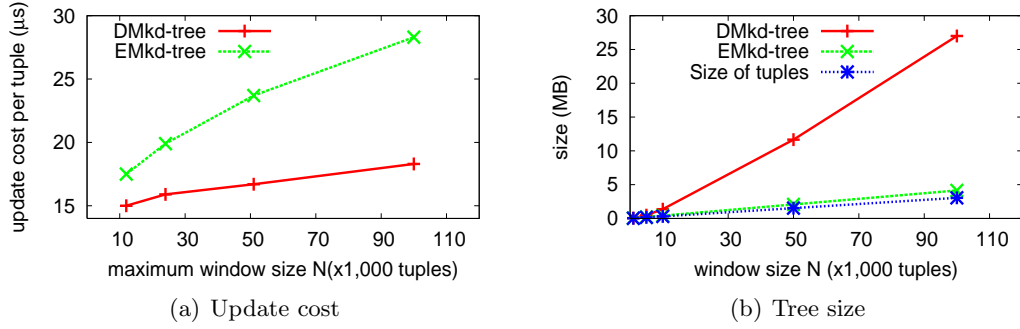 update cost per tuple (µs)
30
25
20
15
DMkd-tree
EMkd-tree
10 30 50 70 90 110
maximum window size N(x1,000 tuples)
(a) Update cost
size (MB)
30
25
20
15
10
5
0
DMkd-tree
EMkd-tree
Size of tuples
10 30 50 70 90 110
window size N (x1,000 tuples)
(b) Tree size